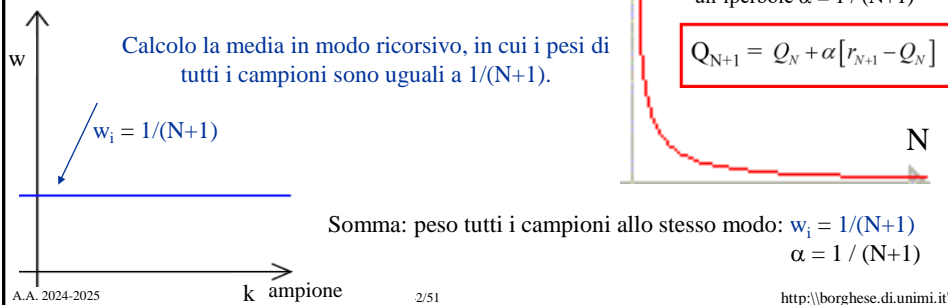 un'iperbole α = 1 / (N+1)
w
Calcolo la media in modo ricorsivo, in cui i pesi di
tutti i campioni sono uguali a 1/(N+1).
Q_{N+1} = Q_N + α[r_{N+1} - Q_N]
w_i = 1/(N+1)
N
Somma: peso tutti i campioni allo stesso modo: w_i = 1/(N+1)
α = 1 / (N+1)
k ampione
A.A. 2024-2025 2/51 http:\\borghese.di.unimi.it\